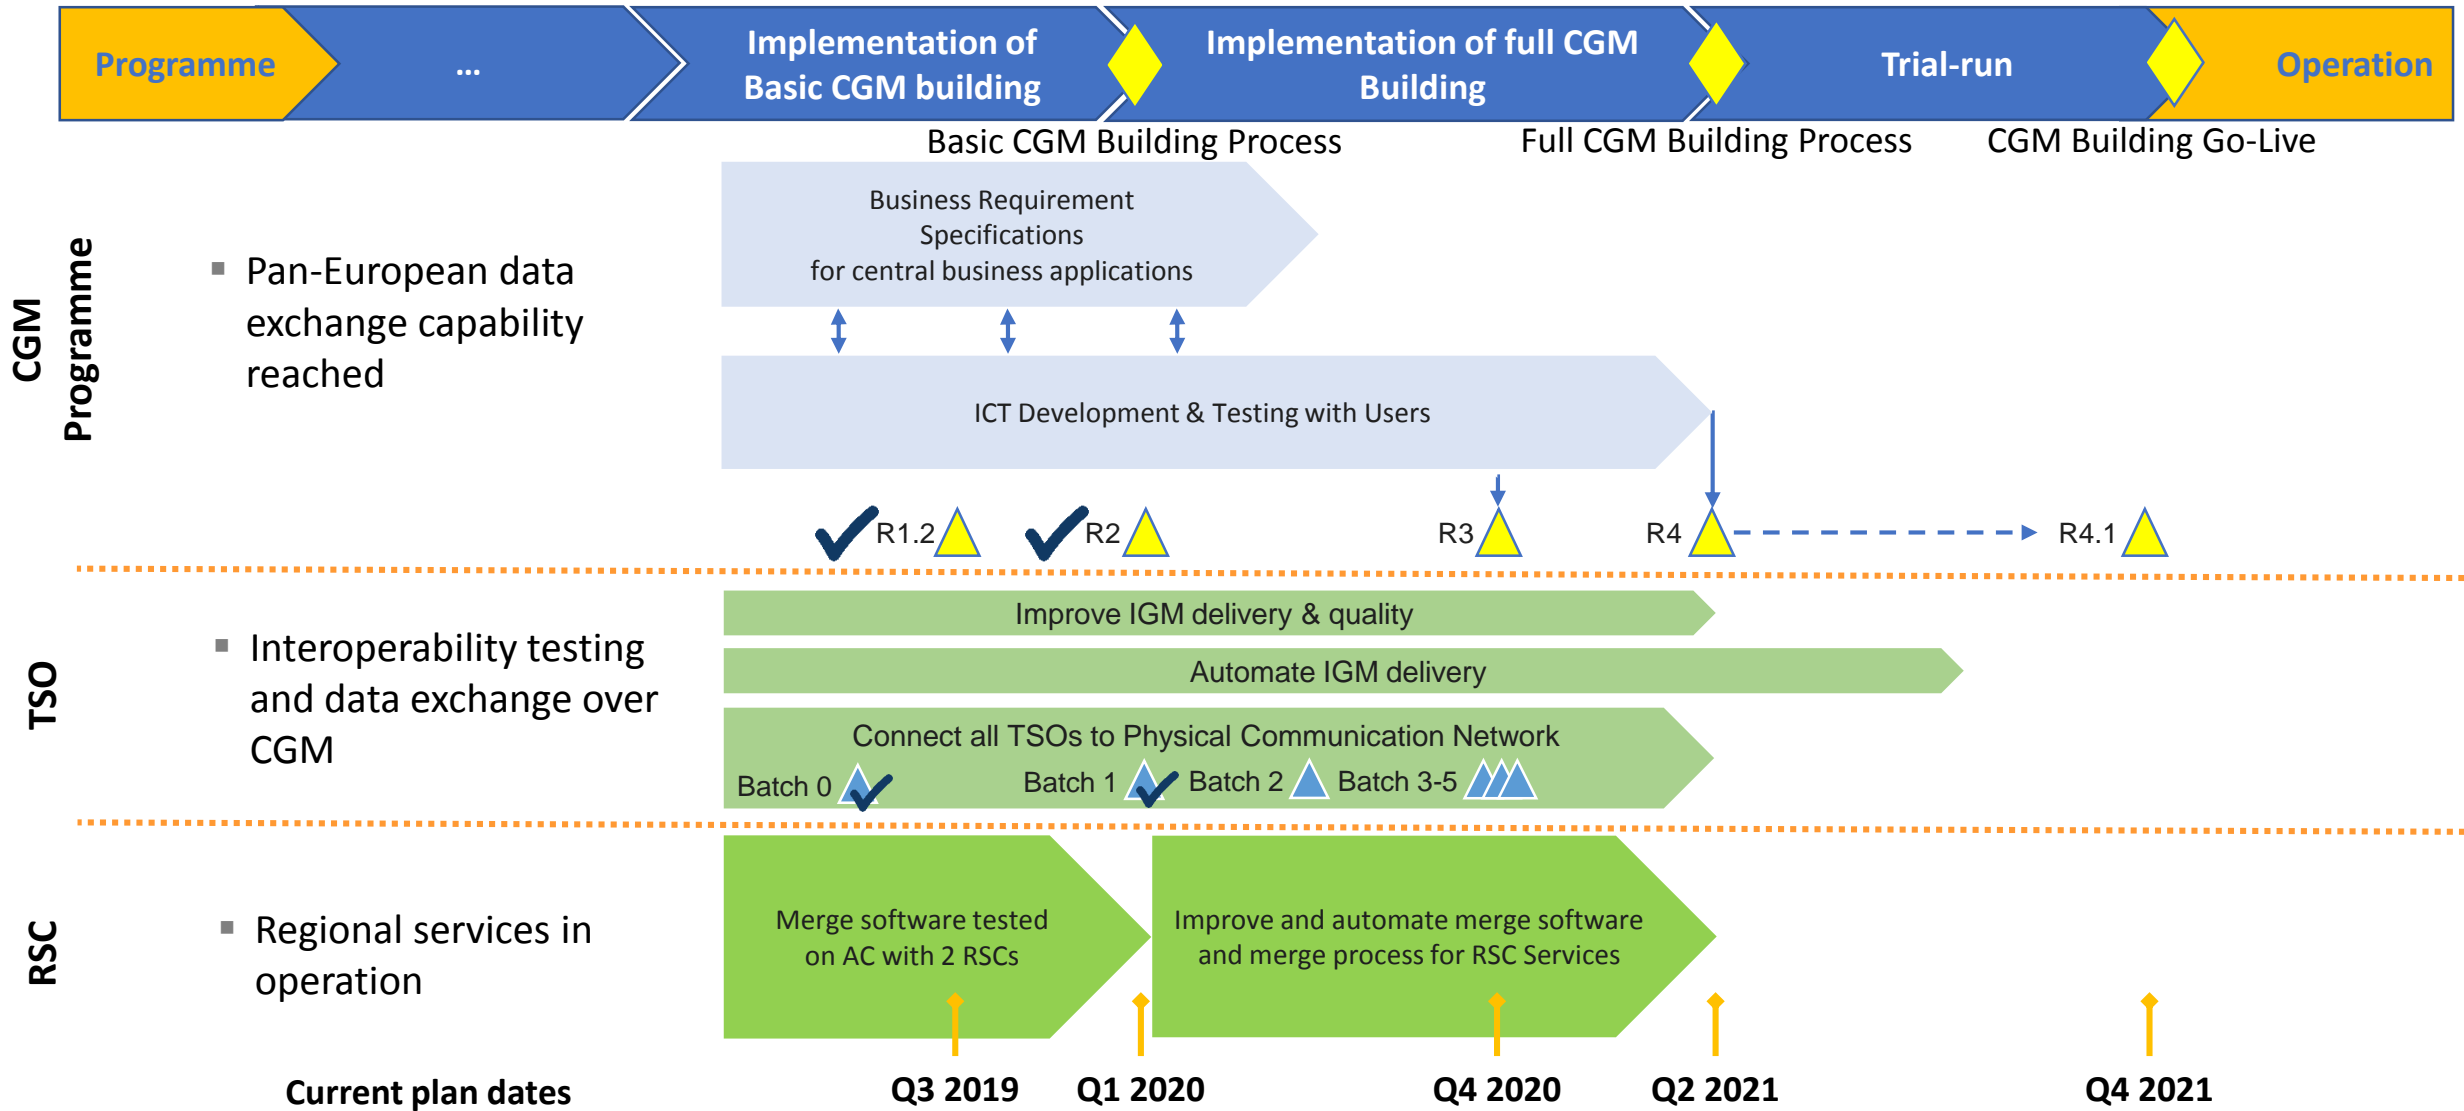 Programme
...
Implementation of
Basic CGM building
Implementation of full CGM
Building
Trial-run
Operation
Basic CGM Building Process
Full CGM Building Process
CGM Building Go-Live
CGM
Programme
▪ Pan-European data
exchange capability
reached
Business Requirement
Specifications
for central business applications
ICT Development & Testing with Users
R1.2
R2
R3
R4
R4.1
TSO
▪ Interoperability testing
and data exchange over
CGM
Improve IGM delivery & quality
Automate IGM delivery
Connect all TSOs to Physical Communication Network
Batch 0
Batch 1
Batch 2
Batch 3-5
RSC
▪ Regional services in
operation
Merge software tested
on AC with 2 RSCs
Improve and automate merge software
and merge process for RSC Services
Current plan dates
Q3 2019
Q1 2020
Q4 2020
Q2 2021
Q4 2021